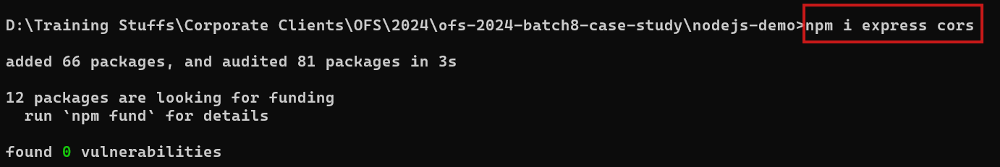 D:\Training Stuffs\Corporate Clients\OFS\2024\ofs-2024-batch8-case-study\nodejs-demo>npm i express cors
added 66 packages, and audited 81 packages in 3s
12 packages are looking for funding
  run `npm fund` for details
found 0 vulnerabilities